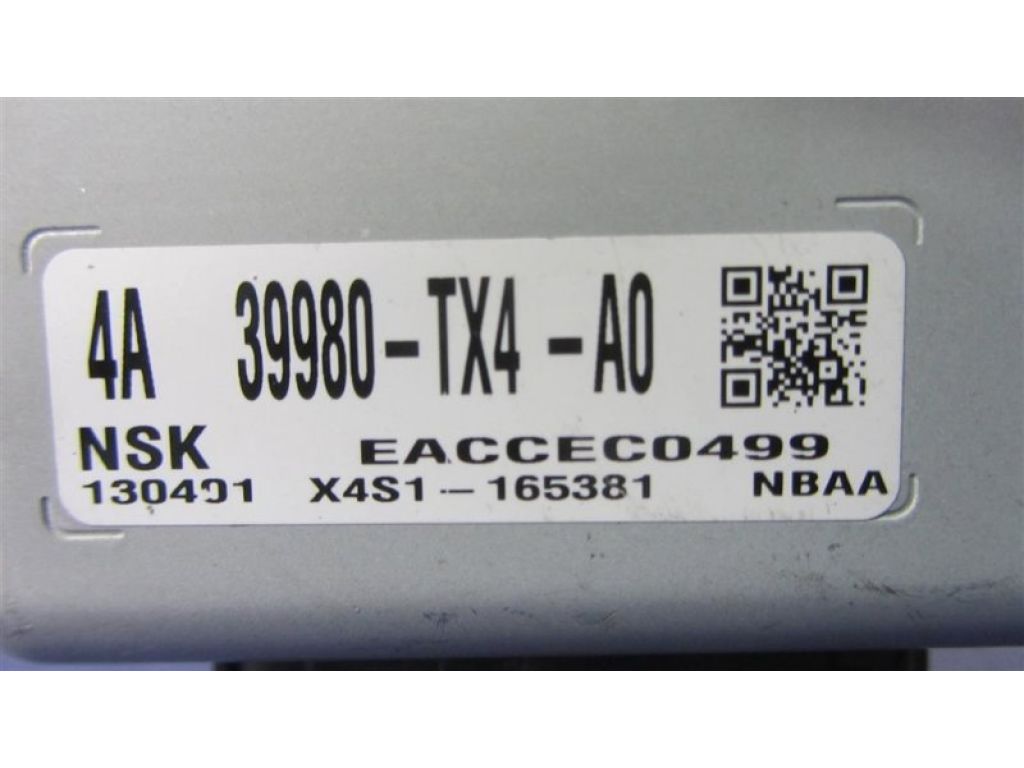 4A 39980-TX4-A0
NSK EACCEC0499
130401 X4S1-165381 NBAA